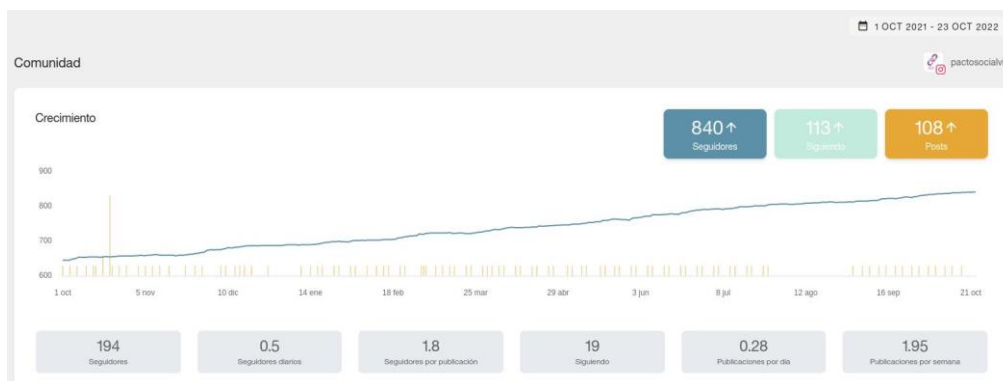 1 OCT 2021 - 23 OCT 2022
Comunidad
pactosocialvi
Crecimiento
840↑
Seguidores
113↑
Siguiendo
108↑
Posts
900
800
700
600
1 oct 5 nov 10 dic 14 ene 18 feb 25 mar 29 abr 3 jun 8 jul 12 ago 16 sep 21 oct
194
Seguidores
0.5
Seguidores diarios
1.8
Seguidores por publicación
19
Siguiendo
0.28
Publicaciones por día
1.95
Publicaciones por semana